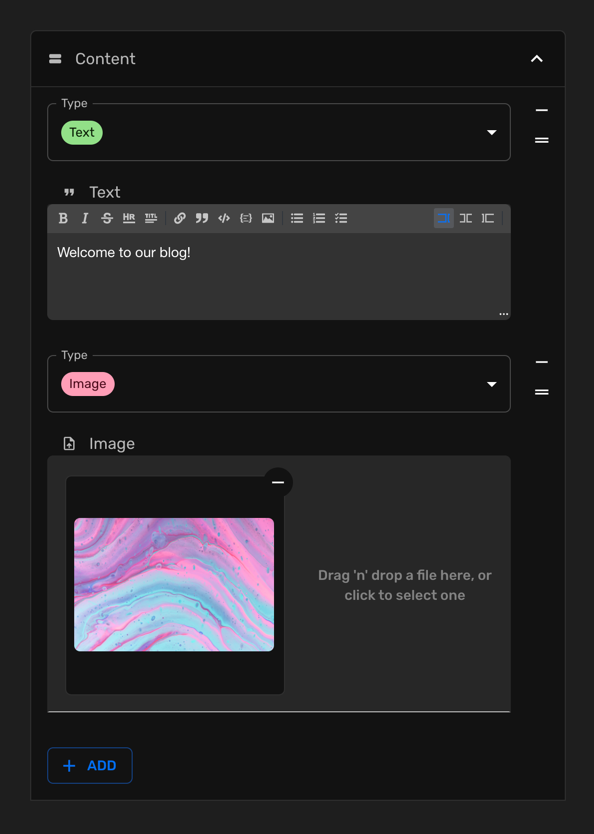 Content
Type
Text
Text
B I S HR TITL
Welcome to our blog!
...
Type
Image
Image
Drag 'n' drop a file here, or
click to select one
+ ADD